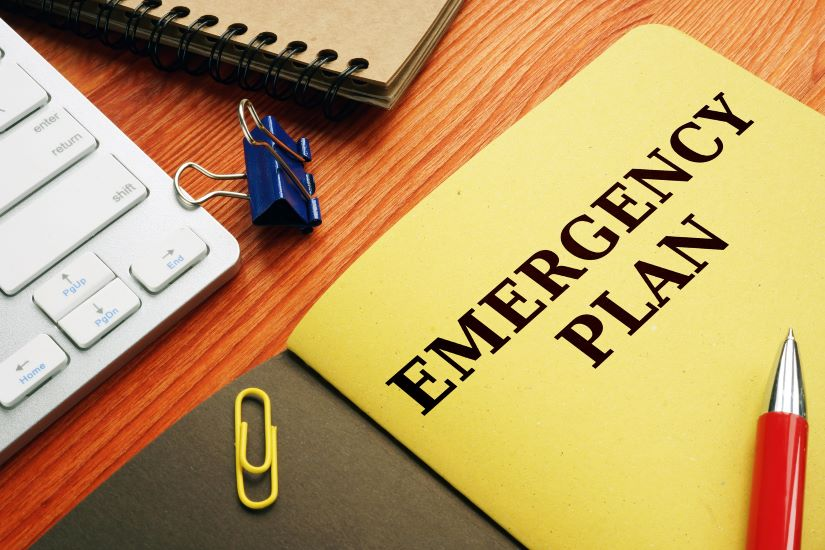 enter
return
shift
PgUp
PgDn
End
Home
EMERGENCY
PLAN